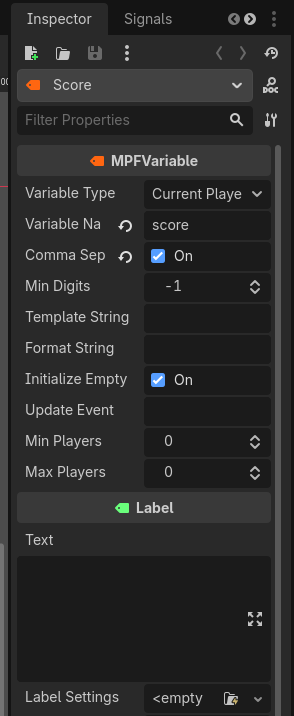 Inspector Signals
Score
Filter Properties
MPFVariable
Variable Type Current Playe
Variable Na score
Comma Sep On
Min Digits -1
Template String
Format String
Initialize Empty On
Update Event
Min Players 0
Max Players 0
Label
Text
Label Settings <empty